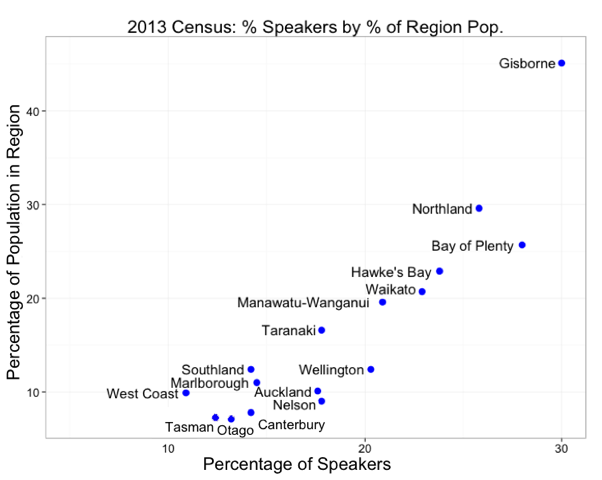 2013 Census: % Speakers by % of Region Pop.
Percentage of Population in Region
40
30
20
10
Gisborne
Northland
Bay of Plenty
Hawke's Bay
Waikato
Manawatu-Wanganui
Taranaki
Southland
Wellington
Marlborough
West Coast
Auckland
Nelson
Tasman
Otago
Canterbury
10
20
30
Percentage of Speakers